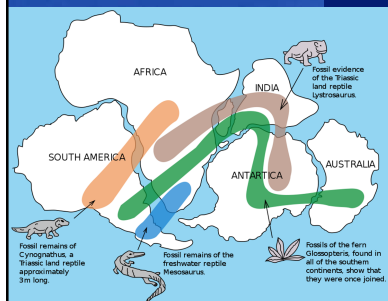 AFRICA
INDIA
Fossil evidence
of the Triassic
land reptile
Lystrosaurus.
SOUTH AMERICA
ANTARTICA
AUSTRALIA
Fossil remains of
Cynognathus, a
Triassic land reptile
approximately
3m long.
Fossil remains of the
freshwater reptile
Mesosaurus.
Fossils of the fern
Glossopteris, found in
all of the southern
continents, show that
they were once joined.